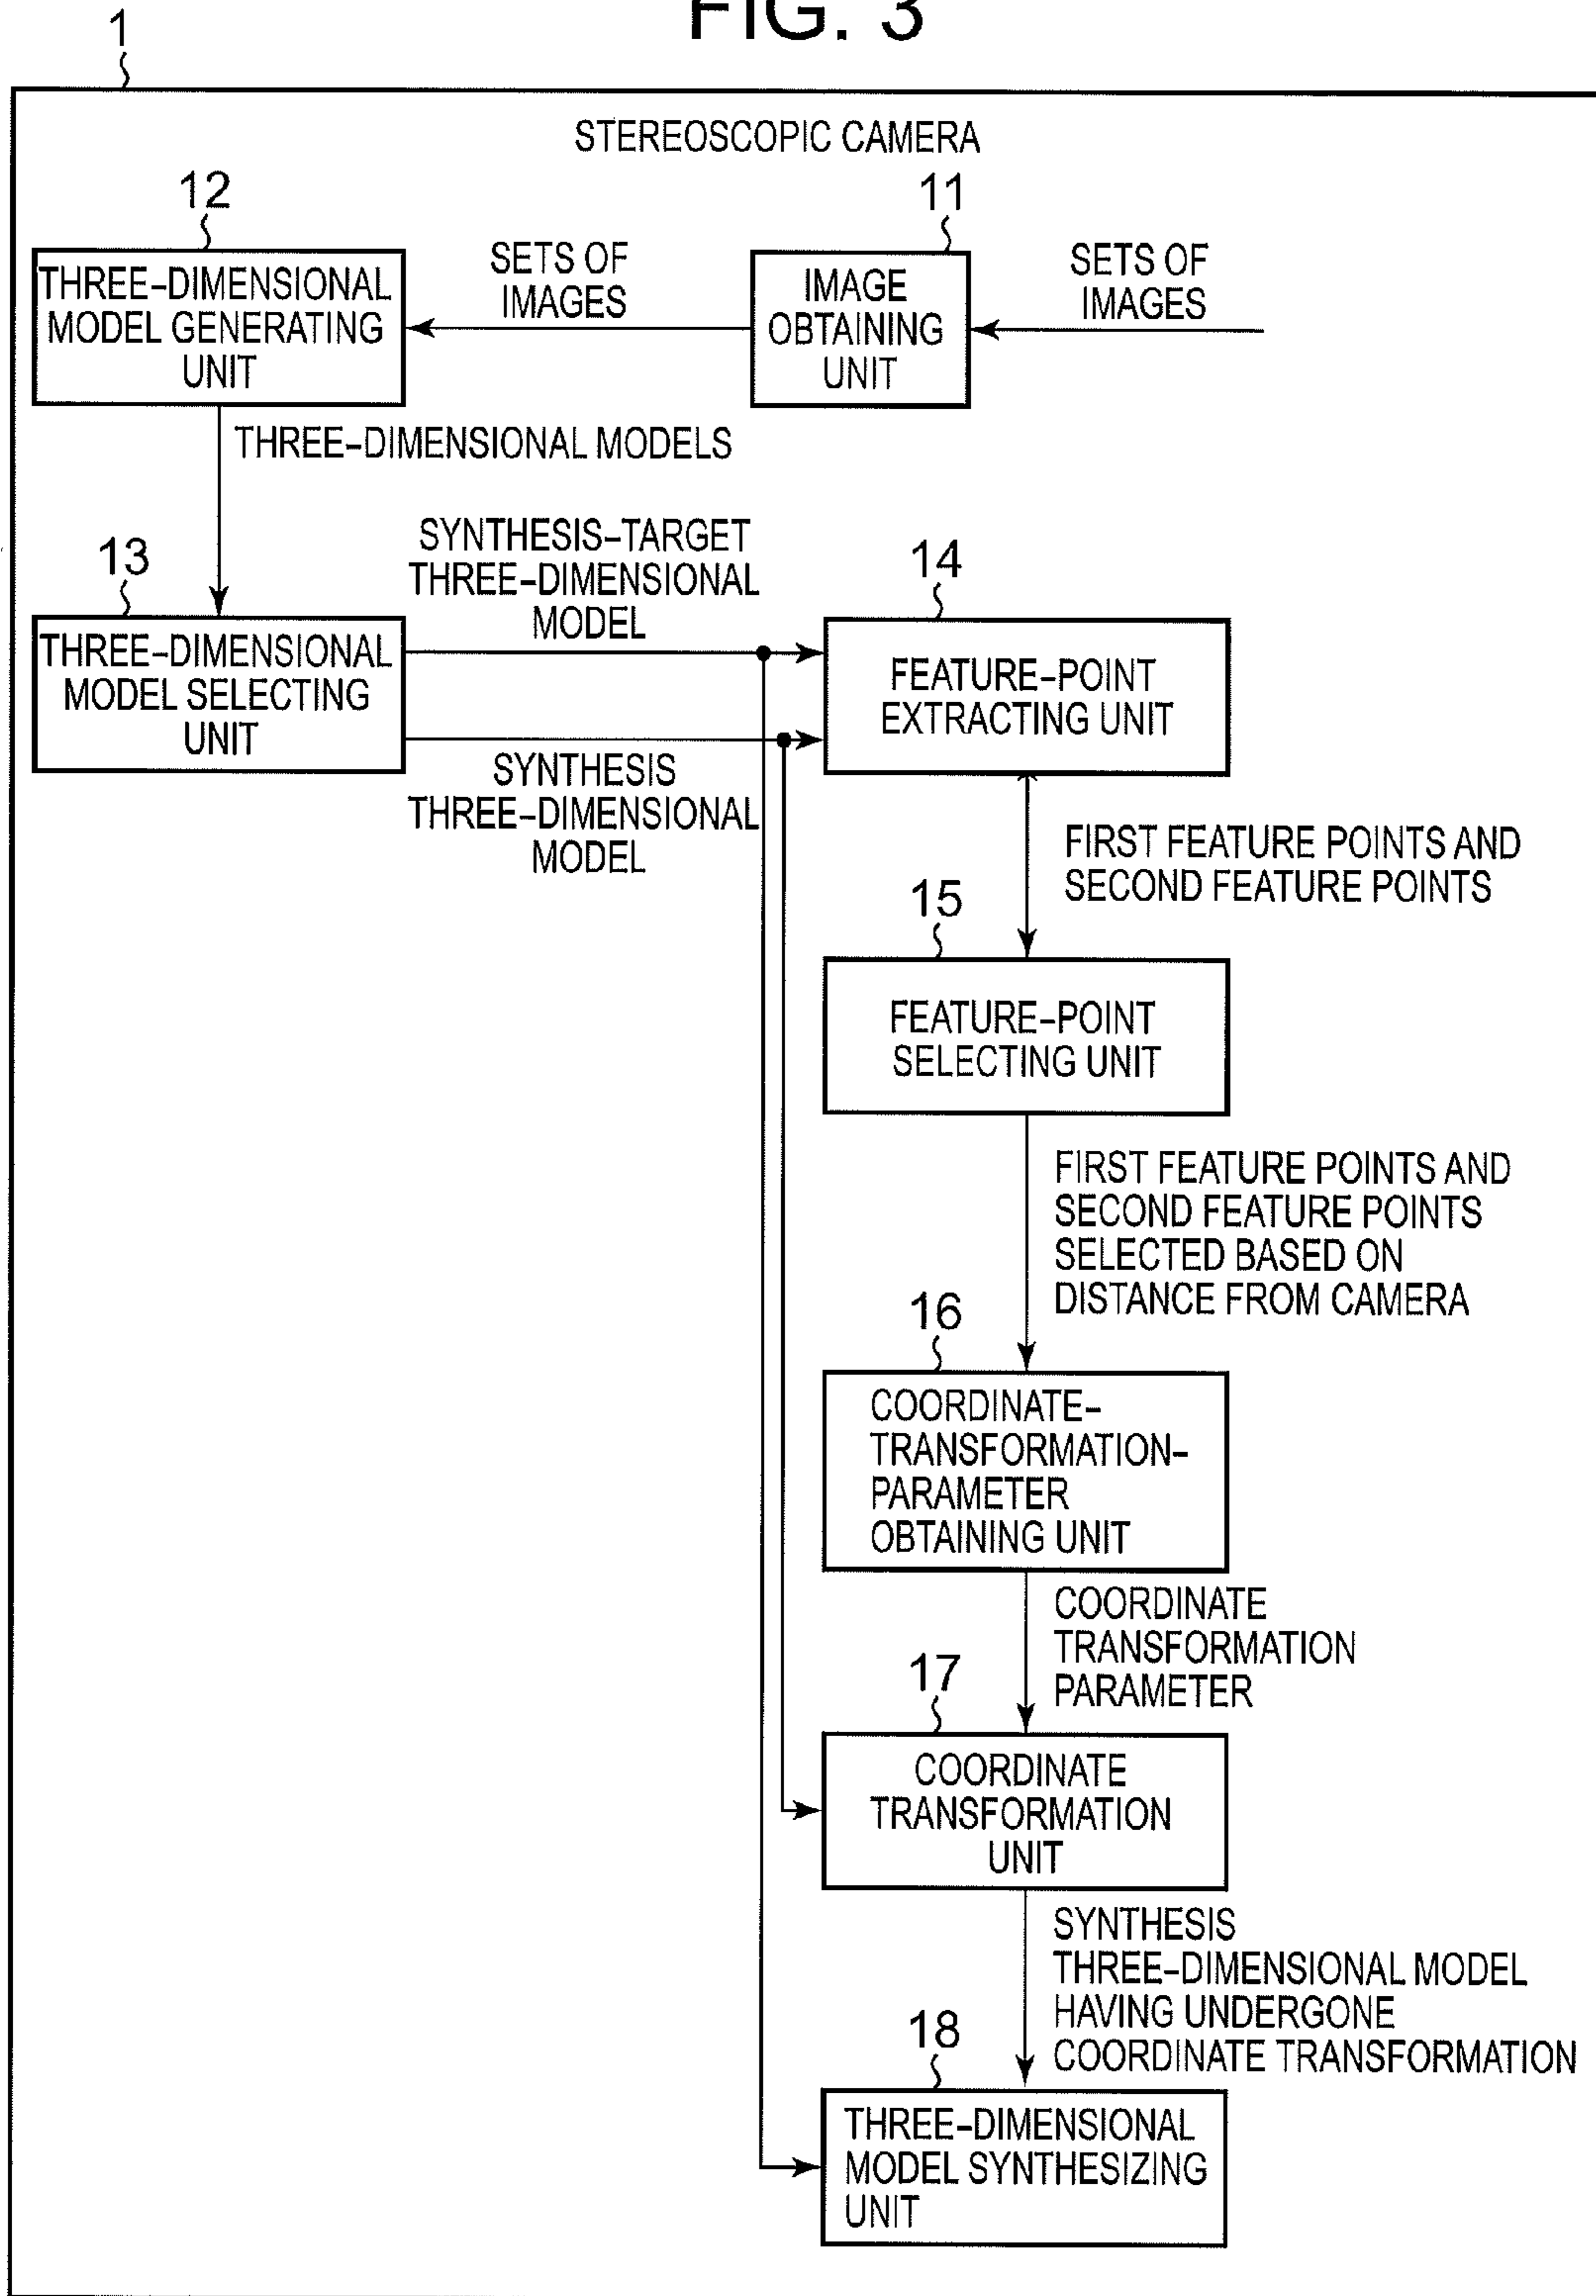 FIG. 3
1
STEREOSCOPIC CAMERA
12
11
THREE-DIMENSIONAL
MODEL GENERATING
UNIT
SETS OF
IMAGES
IMAGE
OBTAINING
UNIT
SETS OF
IMAGES
THREE-DIMENSIONAL MODELS
13
SYNTHESIS-TARGET
THREE-DIMENSIONAL
MODEL
14
THREE-DIMENSIONAL
MODEL SELECTING
UNIT
FEATURE-POINT
EXTRACTING UNIT
SYNTHESIS
THREE-DIMENSIONAL
MODEL
FIRST FEATURE POINTS AND
SECOND FEATURE POINTS
15
FEATURE-POINT
SELECTING UNIT
FIRST FEATURE POINTS AND
SECOND FEATURE POINTS
SELECTED BASED ON
DISTANCE FROM CAMERA
16
COORDINATE-
TRANSFORMATION-
PARAMETER
OBTAINING UNIT
COORDINATE
TRANSFORMATION
PARAMETER
17
COORDINATE
TRANSFORMATION
UNIT
SYNTHESIS
THREE-DIMENSIONAL MODEL
HAVING UNDERGONE
COORDINATE TRANSFORMATION
18
THREE-DIMENSIONAL
MODEL SYNTHESIZING
UNIT